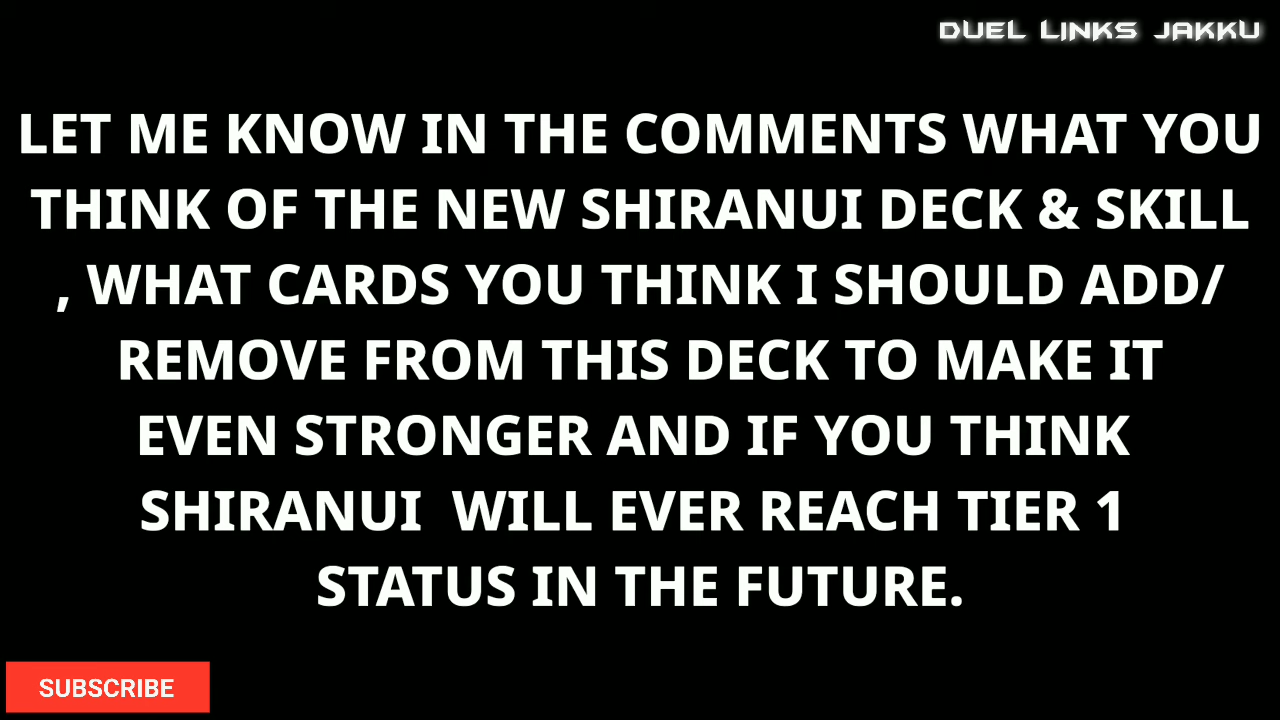 DUEL LINKS JAKKU
LET ME KNOW IN THE COMMENTS WHAT YOU
THINK OF THE NEW SHIRANUI DECK & SKILL
, WHAT CARDS YOU THINK I SHOULD ADD/
REMOVE FROM THIS DECK TO MAKE IT
EVEN STRONGER AND IF YOU THINK
SHIRANUI  WILL EVER REACH TIER 1
STATUS IN THE FUTURE.
SUBSCRIBE